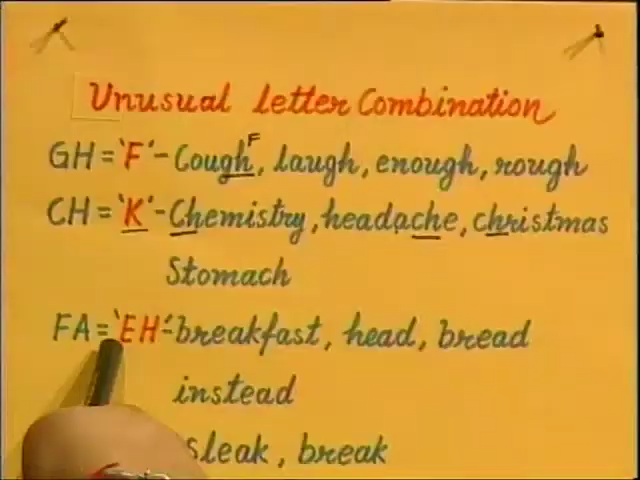 Unusual letter Combination
GH = 'F' - Cough, laugh, enough, rough
F
CH = 'K' - Chemistry, headache, christmas
Stomach
FA = 'EH' - breakfast, head, bread
instead
sleak, break